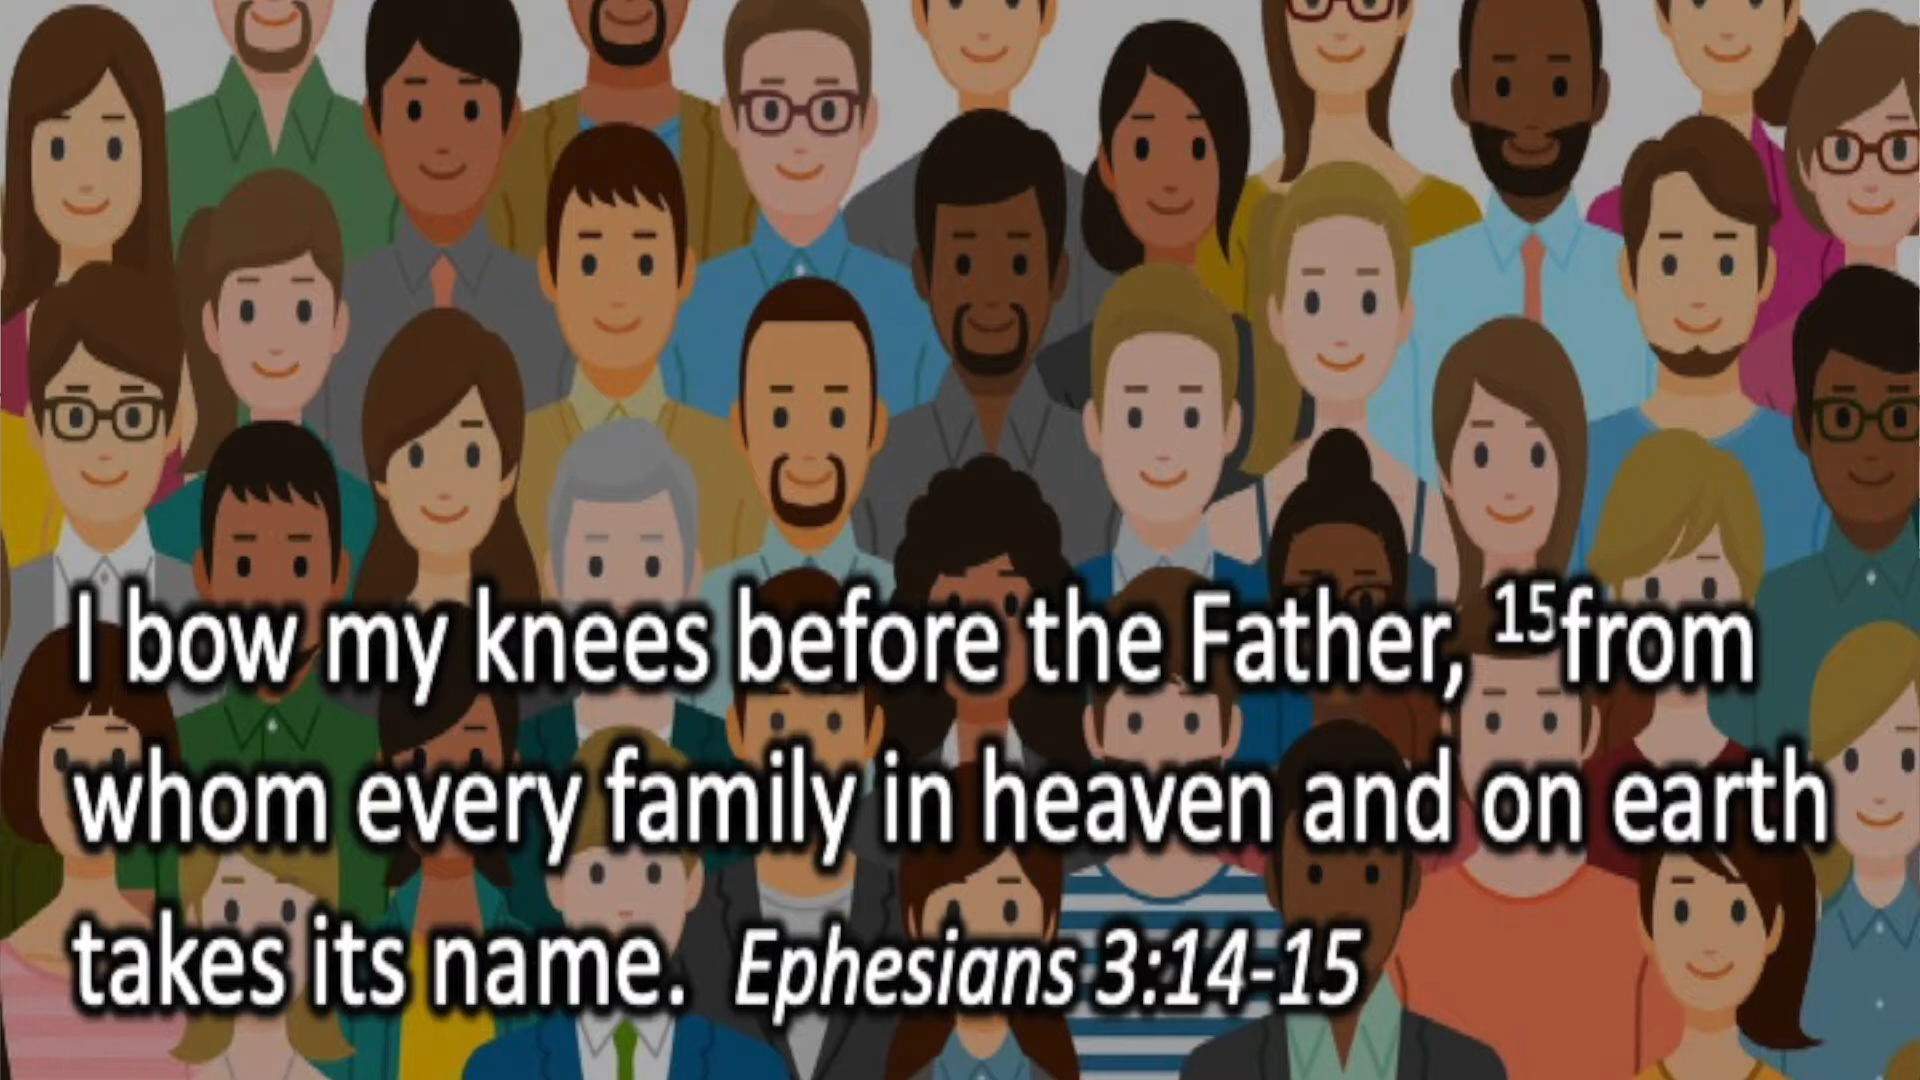 I bow my knees before the Father, 15from
whom every family in heaven and on earth
takes its name. Ephesians 3:14-15